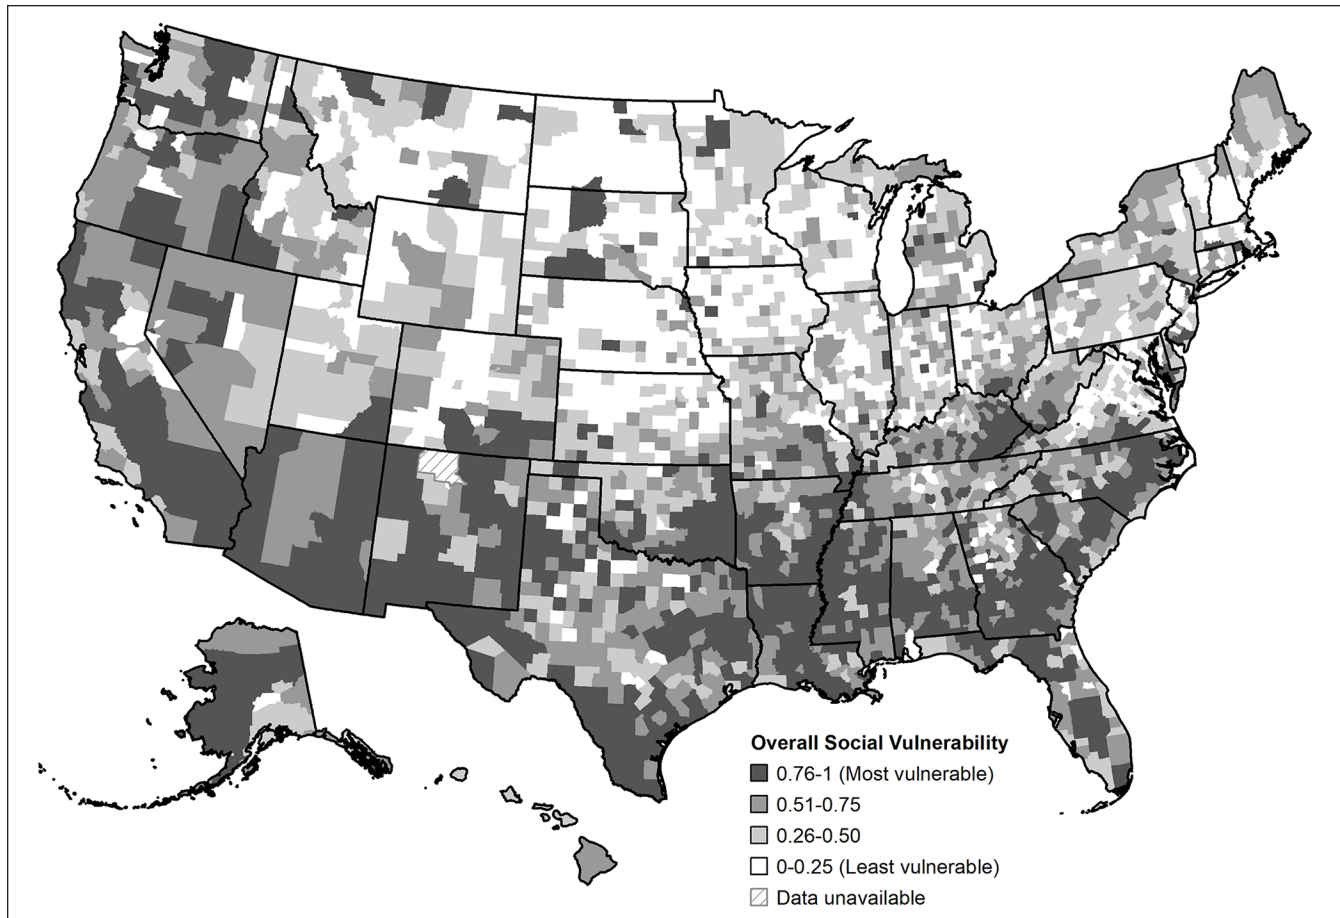 Overall Social Vulnerability
0.76-1 (Most vulnerable)
0.51-0.75
0.26-0.50
0-0.25 (Least vulnerable)
Data unavailable